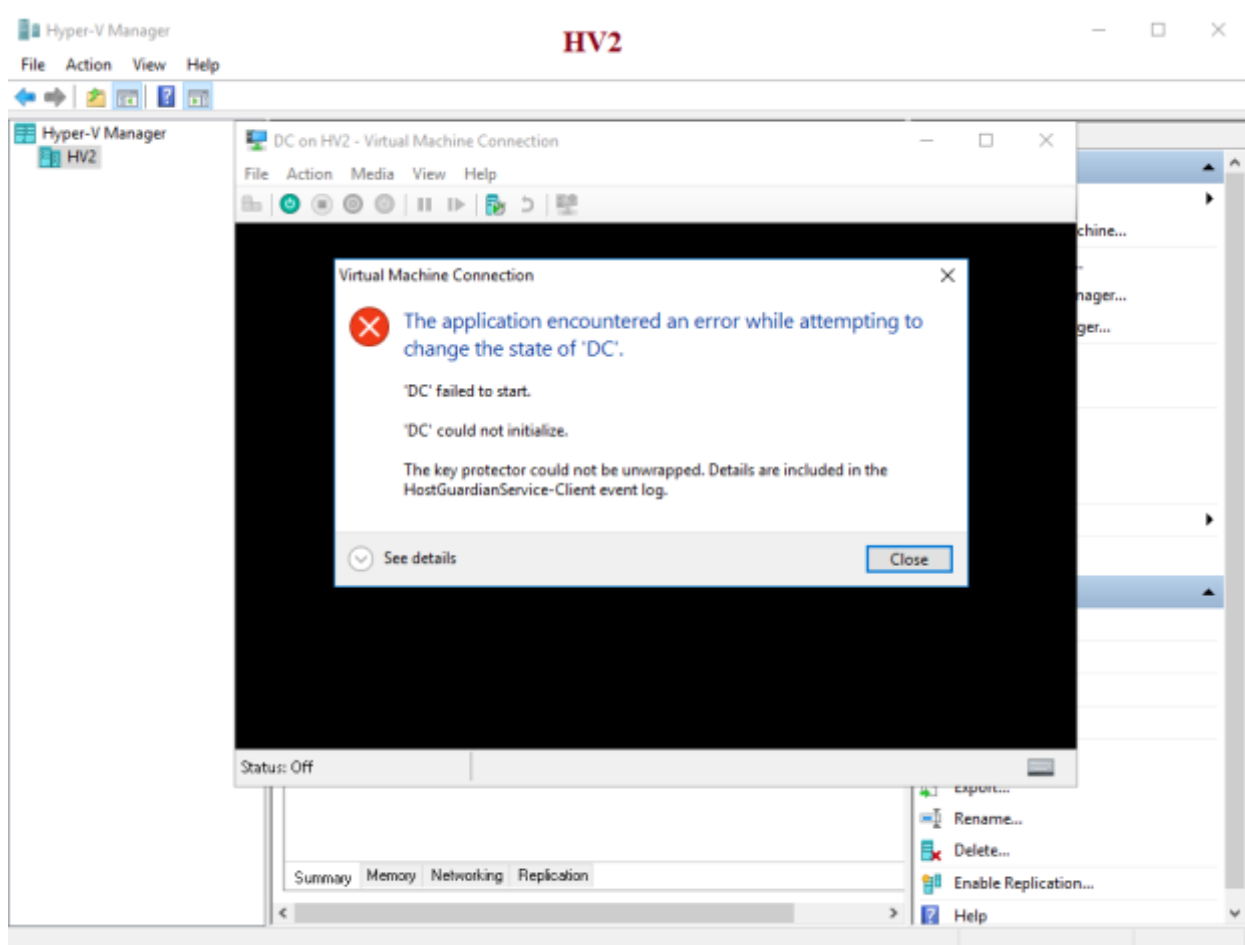 Hyper-V Manager
HV2
File Action View Help
Hyper-V Manager
HV2
DC on HV2 - Virtual Machine Connection
File Action Media View Help
chine...
nager...
ger...
Virtual Machine Connection
The application encountered an error while attempting to
change the state of 'DC'.
'DC' failed to start.
'DC' could not initialize.
The key protector could not be unwrapped. Details are included in the
HostGuardianService-Client event log.
See details
Close
Status: Off
Export...
Rename...
Delete...
Summary Memory Networking Replication
Enable Replication...
Help